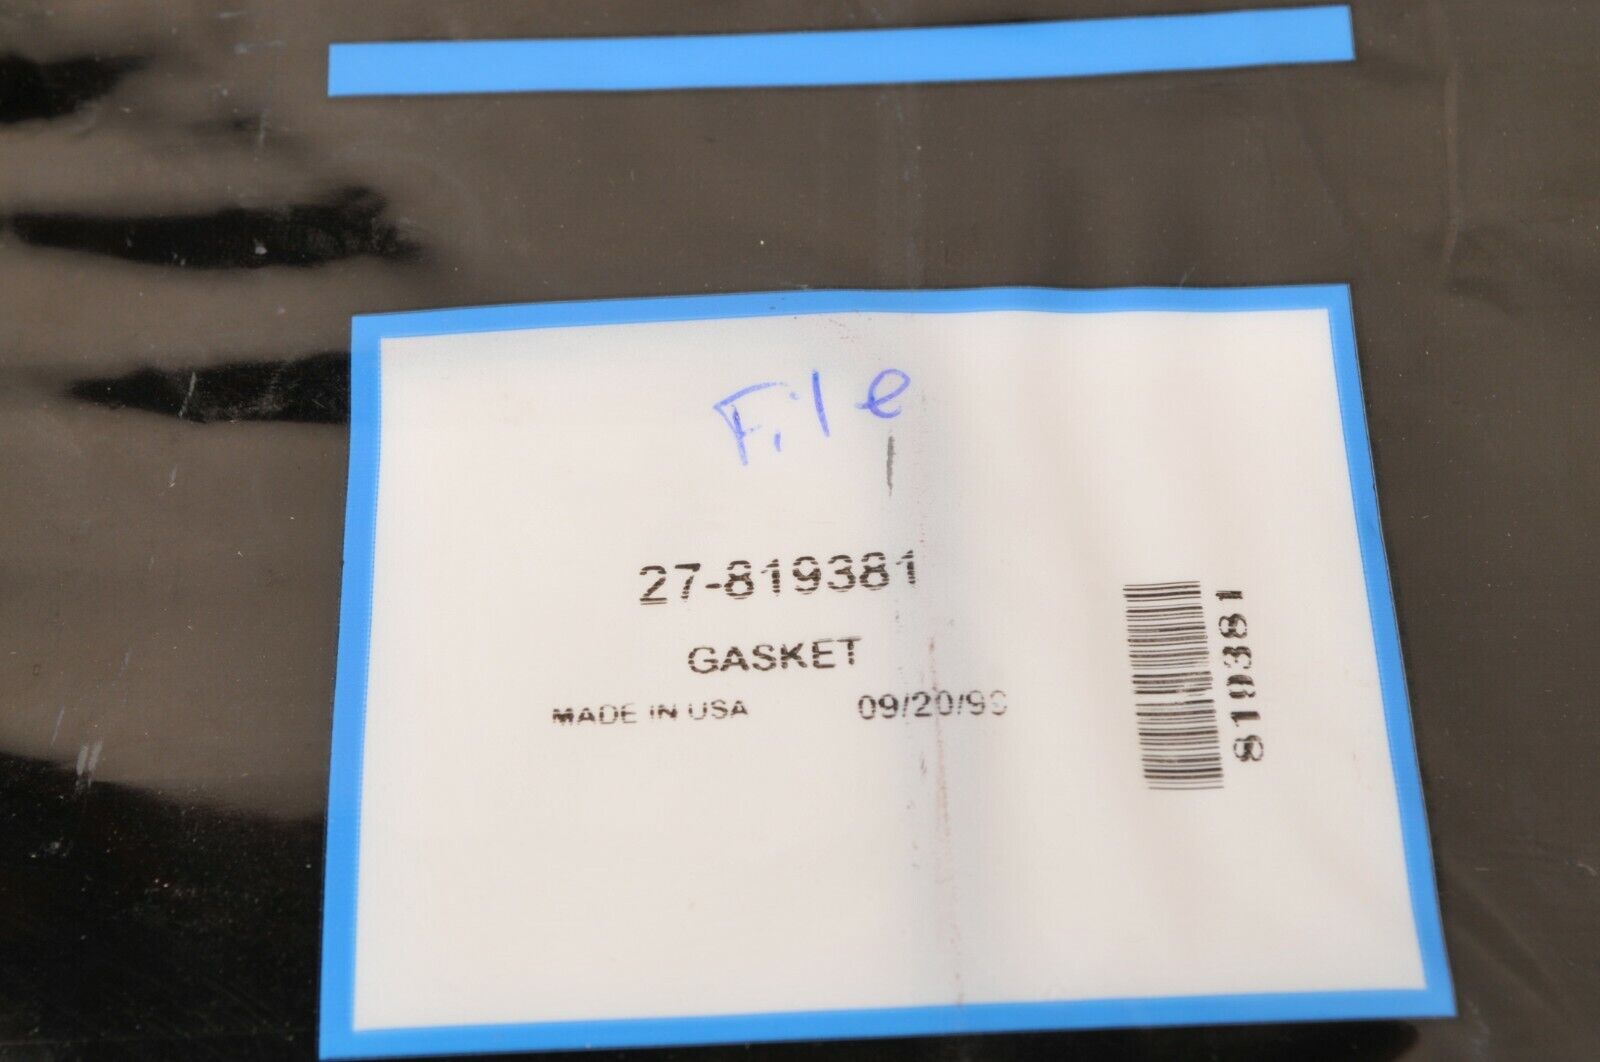 File
27-819381
GASKET
MADE IN USA
819381